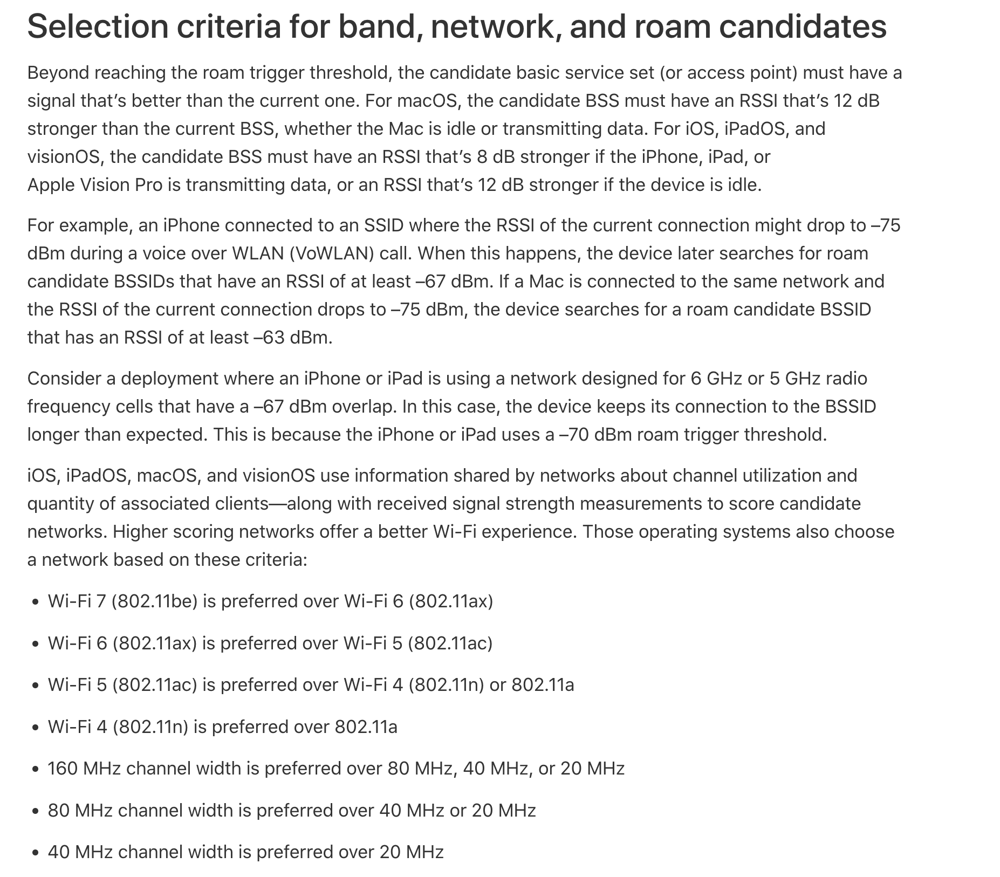 Selection criteria for band, network, and roam candidates
Beyond reaching the roam trigger threshold, the candidate basic service set (or access point) must have a
signal that’s better than the current one. For macOS, the candidate BSS must have an RSSI that’s 12 dB
stronger than the current BSS, whether the Mac is idle or transmitting data. For iOS, iPadOS, and
visionOS, the candidate BSS must have an RSSI that’s 8 dB stronger if the iPhone, iPad, or
Apple Vision Pro is transmitting data, or an RSSI that’s 12 dB stronger if the device is idle.
For example, an iPhone connected to an SSID where the RSSI of the current connection might drop to –75
dBm during a voice over WLAN (VoWLAN) call. When this happens, the device later searches for roam
candidate BSSIDs that have an RSSI of at least –67 dBm. If a Mac is connected to the same network and
the RSSI of the current connection drops to –75 dBm, the device searches for a roam candidate BSSID
that has an RSSI of at least –63 dBm.
Consider a deployment where an iPhone or iPad is using a network designed for 6 GHz or 5 GHz radio
frequency cells that have a –67 dBm overlap. In this case, the device keeps its connection to the BSSID
longer than expected. This is because the iPhone or iPad uses a –70 dBm roam trigger threshold.
iOS, iPadOS, macOS, and visionOS use information shared by networks about channel utilization and
quantity of associated clients—along with received signal strength measurements to score candidate
networks. Higher scoring networks offer a better Wi-Fi experience. Those operating systems also choose
a network based on these criteria:
• Wi-Fi 7 (802.11be) is preferred over Wi-Fi 6 (802.11ax)
• Wi-Fi 6 (802.11ax) is preferred over Wi-Fi 5 (802.11ac)
• Wi-Fi 5 (802.11ac) is preferred over Wi-Fi 4 (802.11n) or 802.11a
• Wi-Fi 4 (802.11n) is preferred over 802.11a
• 160 MHz channel width is preferred over 80 MHz, 40 MHz, or 20 MHz
• 80 MHz channel width is preferred over 40 MHz or 20 MHz
• 40 MHz channel width is preferred over 20 MHz